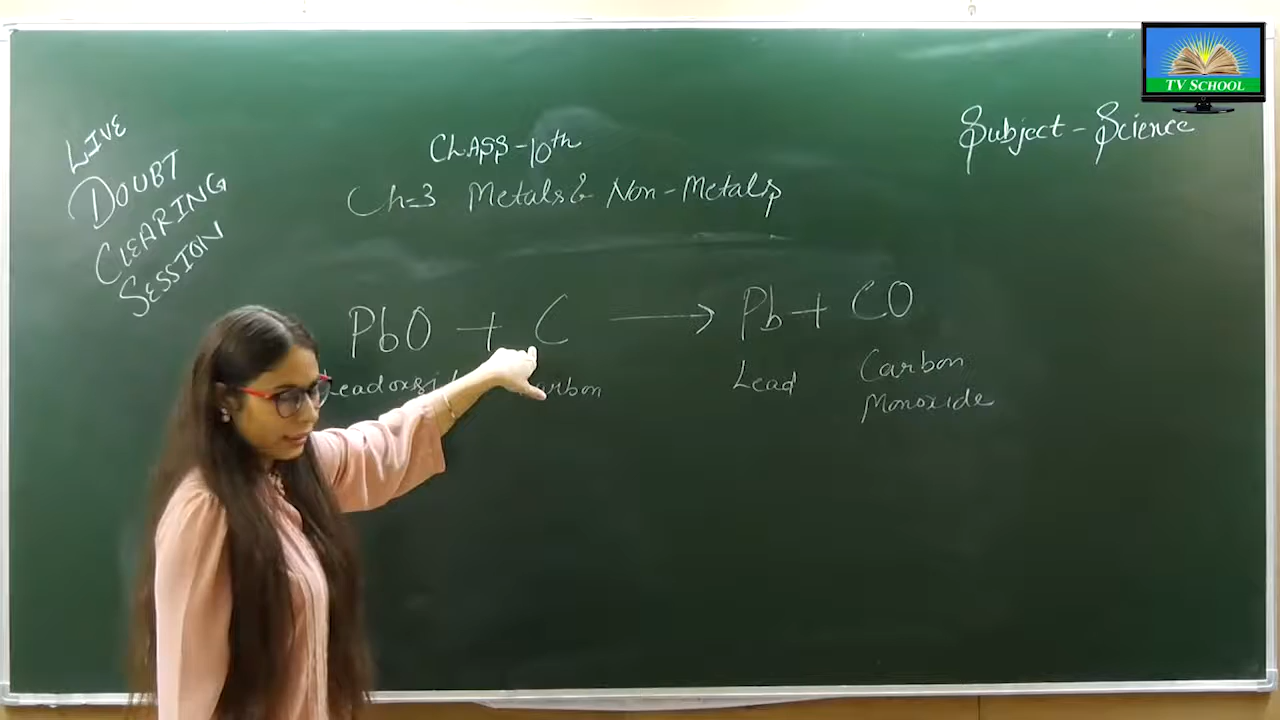 TV SCHOOL
Subject - Science
LIVE
DOUBT
CLEARING
SESSION
CLASS-10th
Ch-3 Metals & Non-Metals
PbO + C → Pb + CO
Lead Carbon
Monoxide